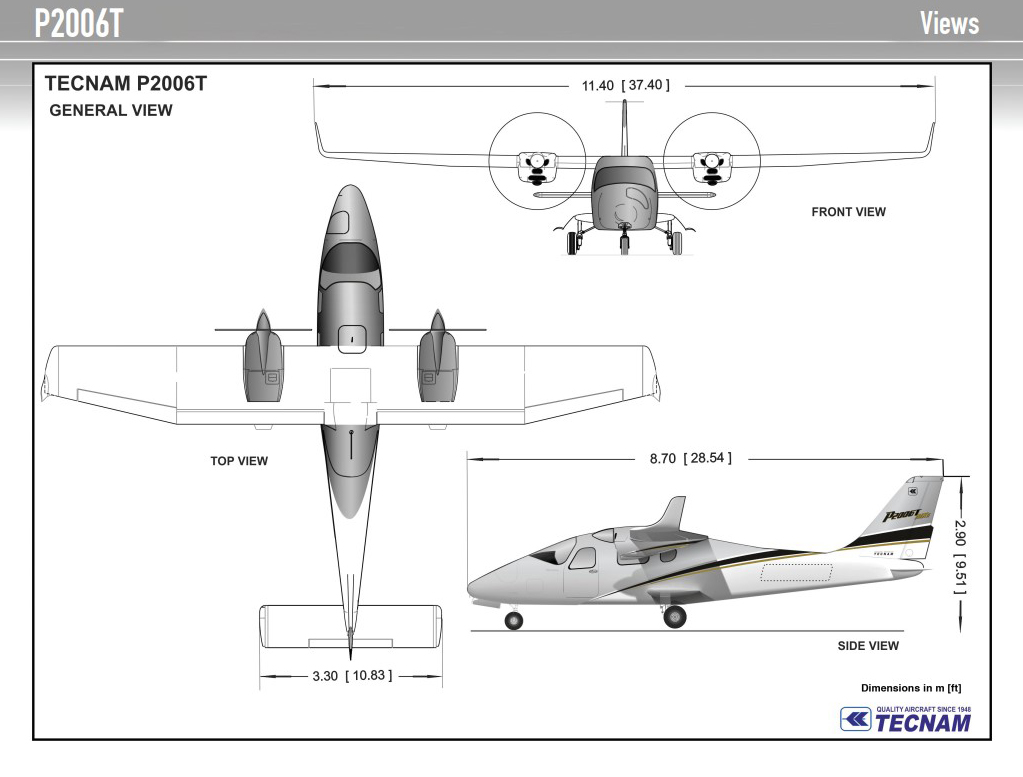 P2006T
Views
TECNAM P2006T
GENERAL VIEW
11.40 [ 37.40 ]
FRONT VIEW
TOP VIEW
8.70 [ 28.54 ]
P2006T
TECNAM
2.90 [ 9.51 ]
SIDE VIEW
3.30 [ 10.83 ]
Dimensions in m [ft]
QUALITY AIRCRAFT SINCE 1948
TECNAM